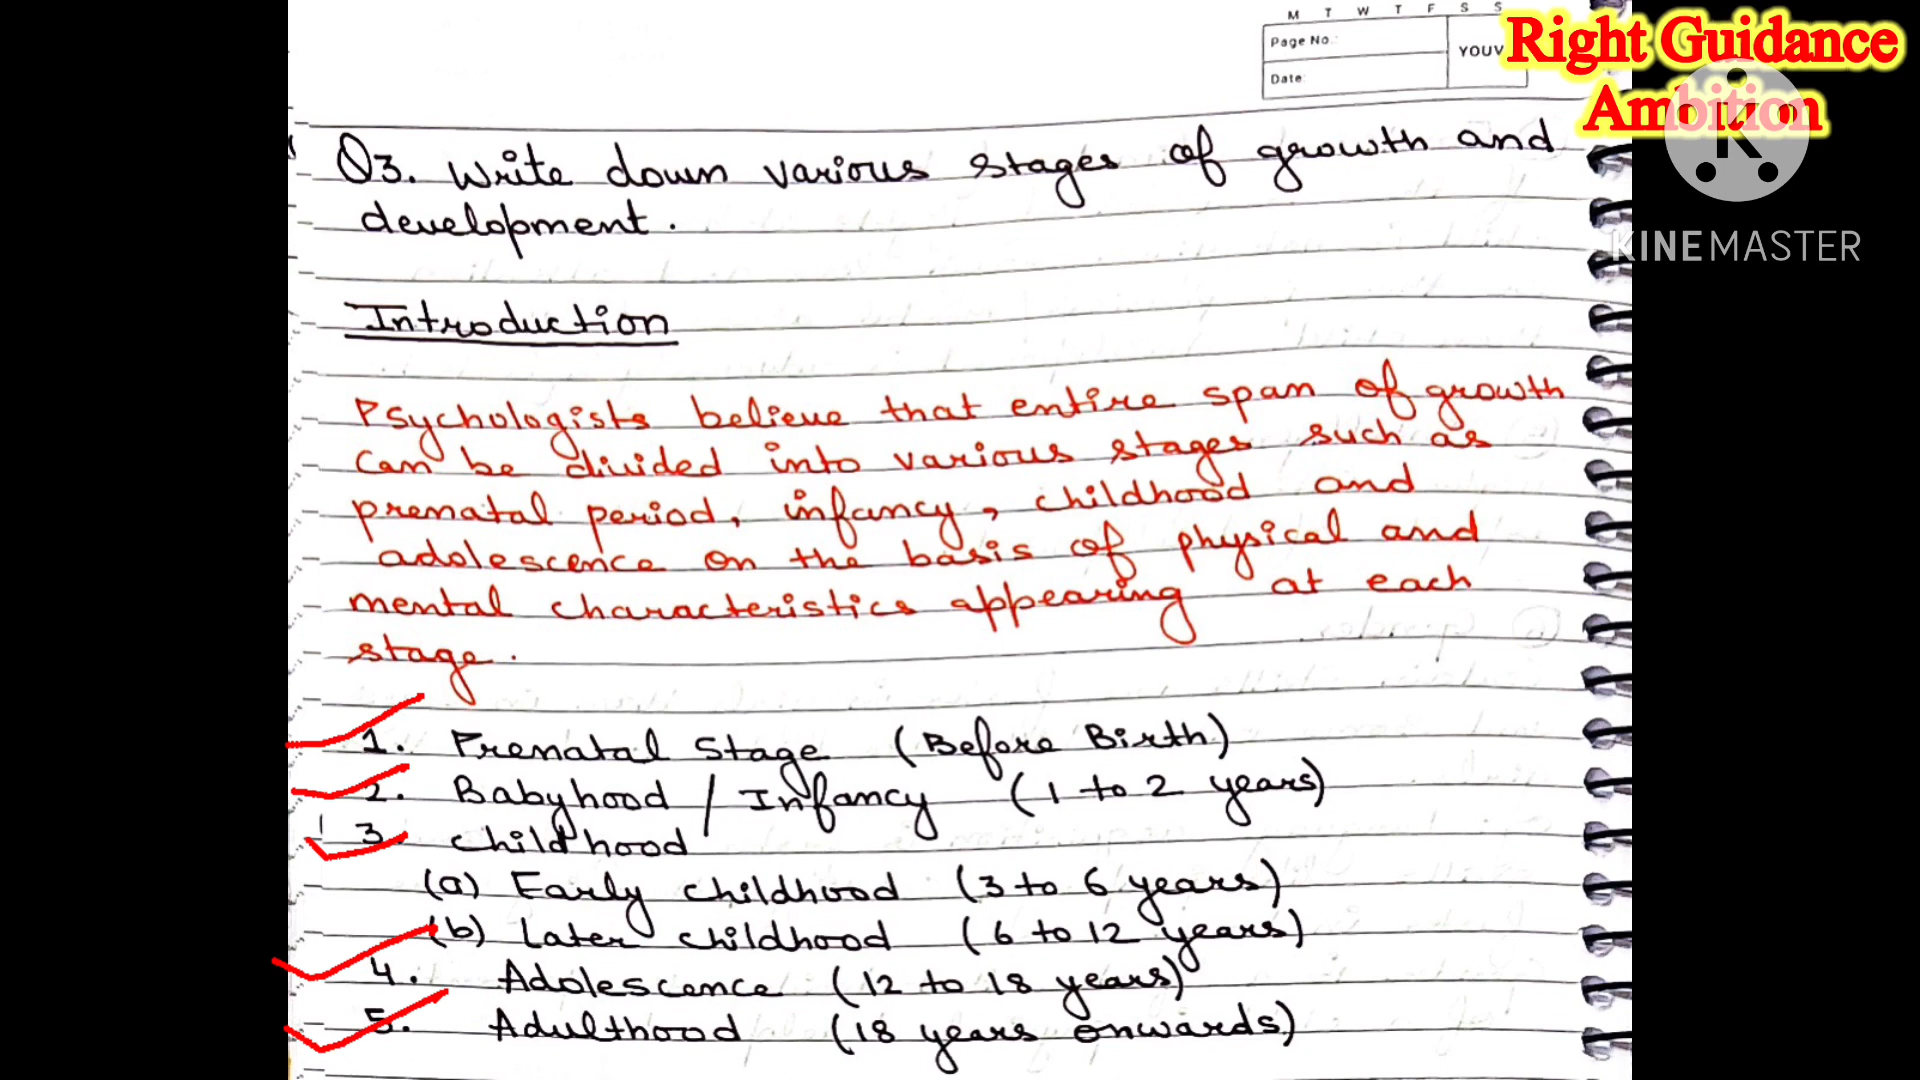 M T W T F S S
Page No.:
YOUV
Date:
Right Guidance
Ambition
K
KINEMASTER
Q3. Write down various stages of growth and
development.
Introduction
Psychologists believe that entire span of growth
can be divided into various stages such as
prenatal period, infancy, childhood and
adolescence on the basis of physical and
mental characteristics appearing at each
stage.
1. Prenatal Stage (Before Birth)
2. Babyhood / Infancy (1 to 2 years)
3. Childhood
(a) Early childhood (3 to 6 years)
(b) Later childhood (6 to 12 years)
4. Adolescence (12 to 18 years)
5. Adulthood (18 years onwards)